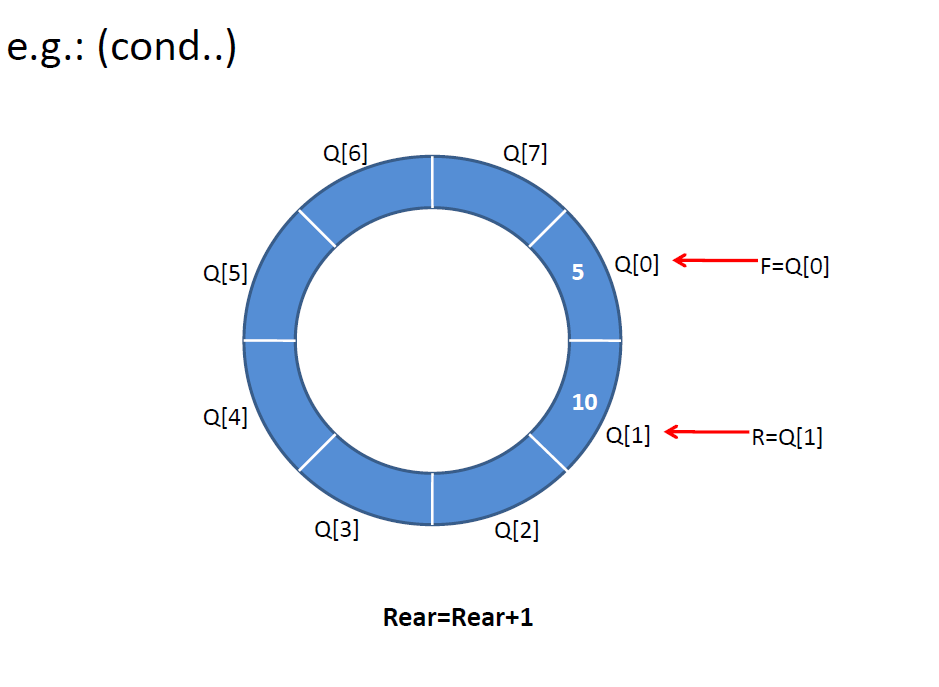 e.g.: (cond..)
Q[6]
Q[7]
Q[5]
5
Q[0]
F=Q[0]
Q[4]
10
Q[1]
R=Q[1]
Q[3]
Q[2]
Rear=Rear+1